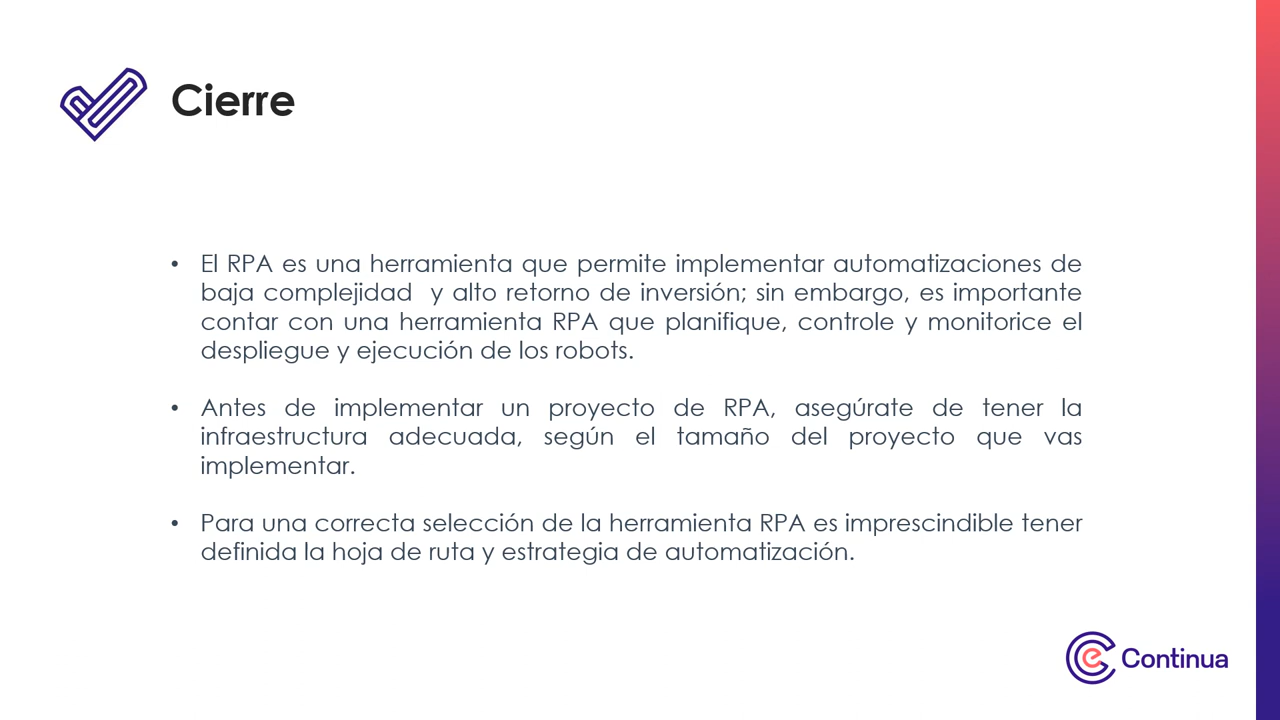 Cierre
• El RPA es una herramienta que permite implementar automatizaciones de
baja complejidad  y alto retorno de inversión; sin embargo, es importante
contar con una herramienta RPA que planifique, controle y monitorice el
despliegue y ejecución de los robots.
• Antes de implementar un proyecto de RPA, asegúrate de tener la
infraestructura adecuada, según el tamaño del proyecto que vas
implementar.
• Para una correcta selección de la herramienta RPA es imprescindible tener
definida la hoja de ruta y estrategia de automatización.
Continua